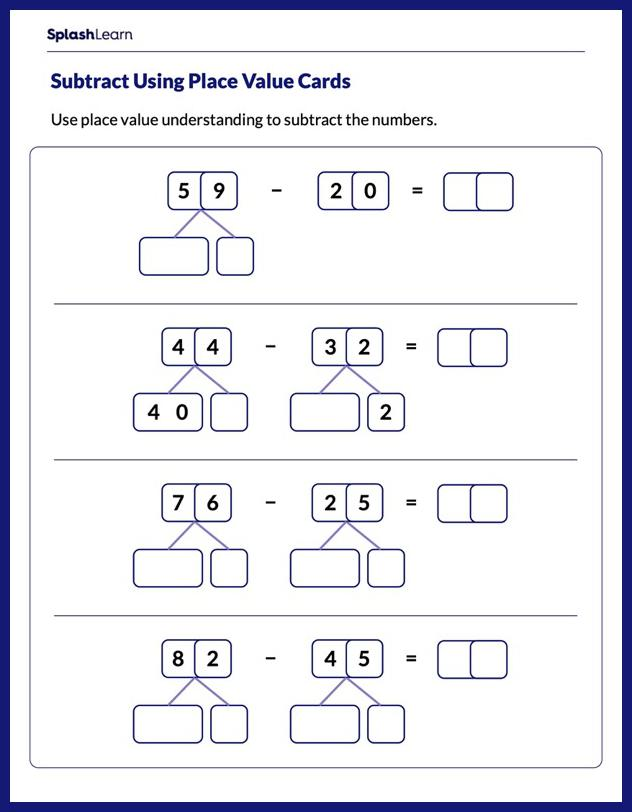 SplashLearn
Subtract Using Place Value Cards
Use place value understanding to subtract the numbers.
5 9 − 2 0 =
4 4 − 3 2 =
4 0 2
7 6 − 2 5 =
8 2 − 4 5 =